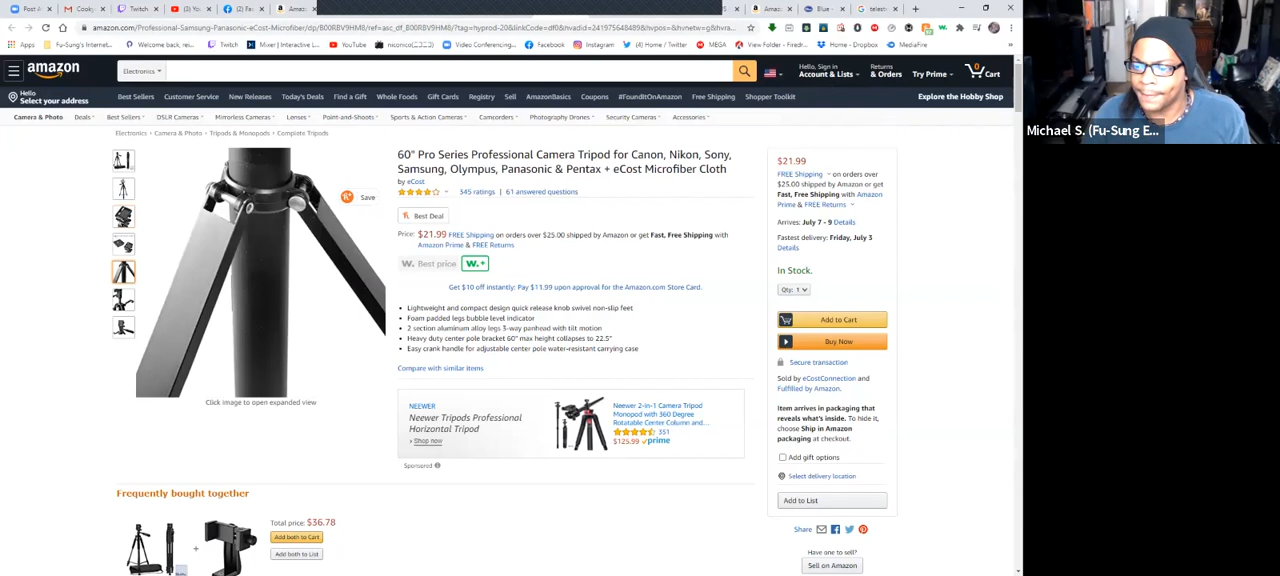 Post A
Gmail
Cooky
Twitch
(3) You
(2) Fac
Amaz
Amaz
Blue -
telest
amazon.com/Professional-Samsung-Panasonic-eCost-Microfiber/dp/B00RBV9HM8/ref=asc_df_B00RBV9HM8/?tag=hyprod-20&linkCode=df0&hvadid=241975648489&hvpos=&hvnetw=g&hvraw...
Apps
Fu-Sung's Internet...
Welcome back, rei...
Twitch
Mixer | Interactive L...
YouTube
Video Conferencing...
Facebook
Instagram
(4) Home / Twitter
MEGA
View Folder - Firedr...
Home - Dropbox
MediaFire
amazon
Electronics
Hello, Sign in
Account & Lists
Returns
& Orders
Try Prime
0
Cart
Hello
Select your address
Best Sellers Customer Service New Releases Today's Deals Find a Gift Whole Foods Gift Cards Registry Sell AmazonBasics Coupons #FoundItOnAmazon Free Shipping Shopper Toolkit
Explore the Hobby Shop
Camera & Photo Deals Best Sellers DSLR Cameras Mirrorless Cameras Lenses Point-and-Shoots Sports & Action Cameras Camcorders Photography Drones Security Cameras Accessories
Electronics › Camera & Photo › Tripods & Monopods › Complete Tripods
Save
Click image to open expanded view
60" Pro Series Professional Camera Tripod for Canon, Nikon, Sony,
Samsung, Olympus, Panasonic & Pentax + eCost Microfiber Cloth
by eCost
345 ratings | 61 answered questions
Best Deal
Price: $21.99 FREE Shipping on orders over $25.00 shipped by Amazon or get Fast, Free Shipping with
Amazon Prime & FREE Returns
W. Best price W.+
Get $10 off instantly: Pay $11.99 upon approval for the Amazon.com Store Card.
• Lightweight and compact design quick release knob swivel non-slip feet
• Foam padded legs bubble level indicator
• 2 section aluminum alloy legs 3-way panhead with tilt motion
• Heavy duty center pole bracket 60" max height collapses to 22.5"
• Easy crank handle for adjustable center pole water-resistant carrying case
Compare with similar items
NEEWER
Neewer Tripods Professional
Horizontal Tripod
› Shop now
Neewer 2-in-1 Camera Tripod
Monopod with 360 Degree
Rotatable Center Column and...
351
$125.99 prime
Sponsored
$21.99
FREE Shipping on orders over
$25.00 shipped by Amazon or get
Fast, Free Shipping with Amazon
Prime & FREE Returns
Arrives: July 7 - 9 Details
Fastest delivery: Friday, July 3
Details
In Stock.
Qty: 1
Add to Cart
Buy Now
Secure transaction
Sold by eCostConnection and
Fulfilled by Amazon.
Item arrives in packaging that
reveals what's inside. To hide it,
choose Ship in Amazon
packaging at checkout.
Add gift options
Select delivery location
Add to List
Share
Have one to sell?
Sell on Amazon
Frequently bought together
+
Total price: $36.78
Add both to Cart
Add both to List
Michael S. (Fu-Sung E...